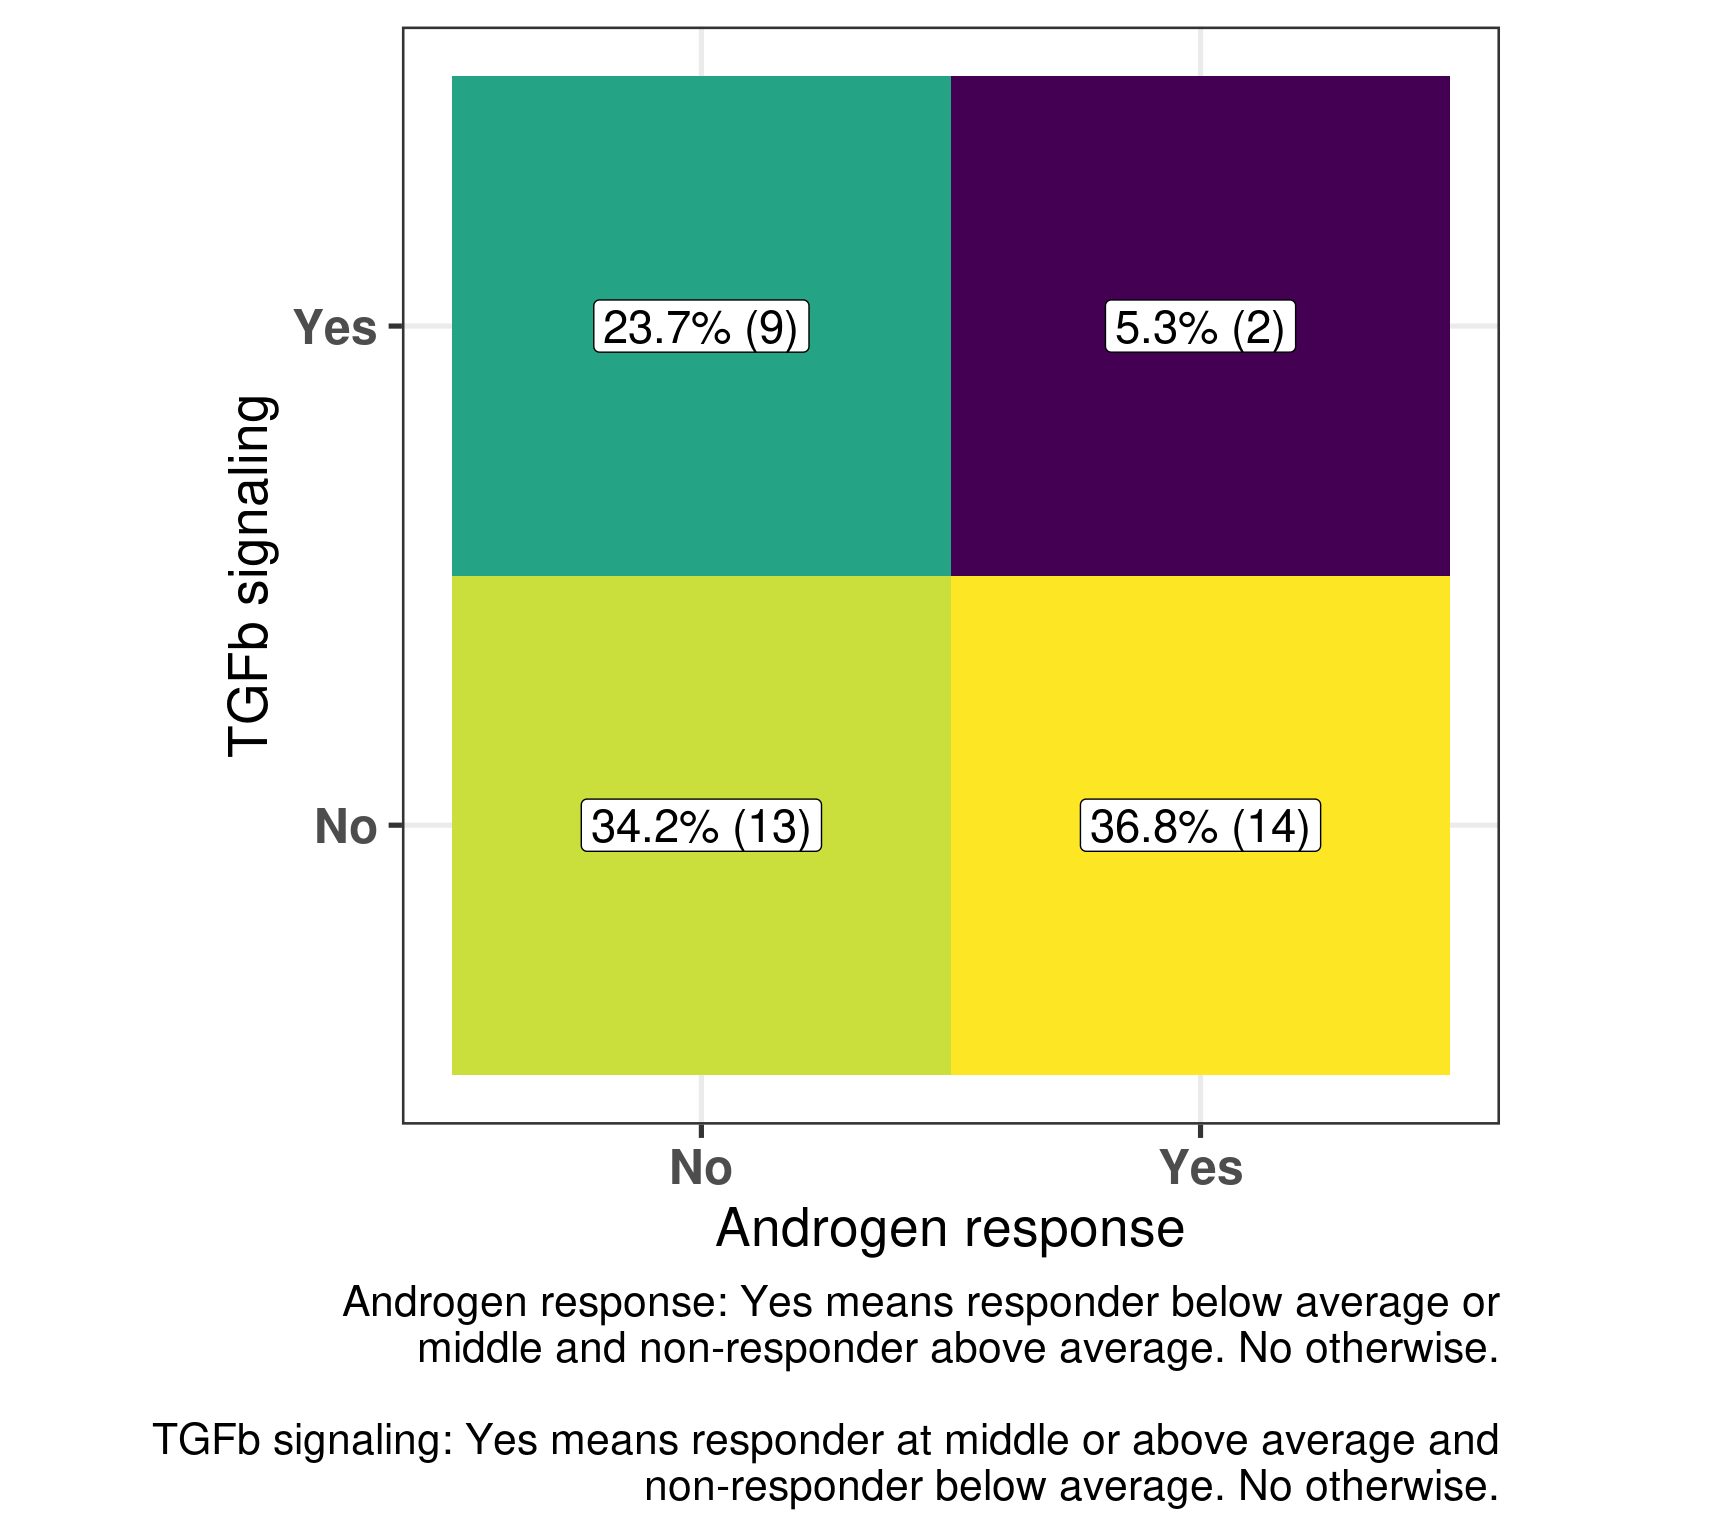 TGFb signaling
Yes
23.7% (9)
5.3% (2)
No
34.2% (13)
36.8% (14)
No
Yes
Androgen response
Androgen response: Yes means responder below average or
middle and non-responder above average. No otherwise.
TGFb signaling: Yes means responder at middle or above average and
non-responder below average. No otherwise.